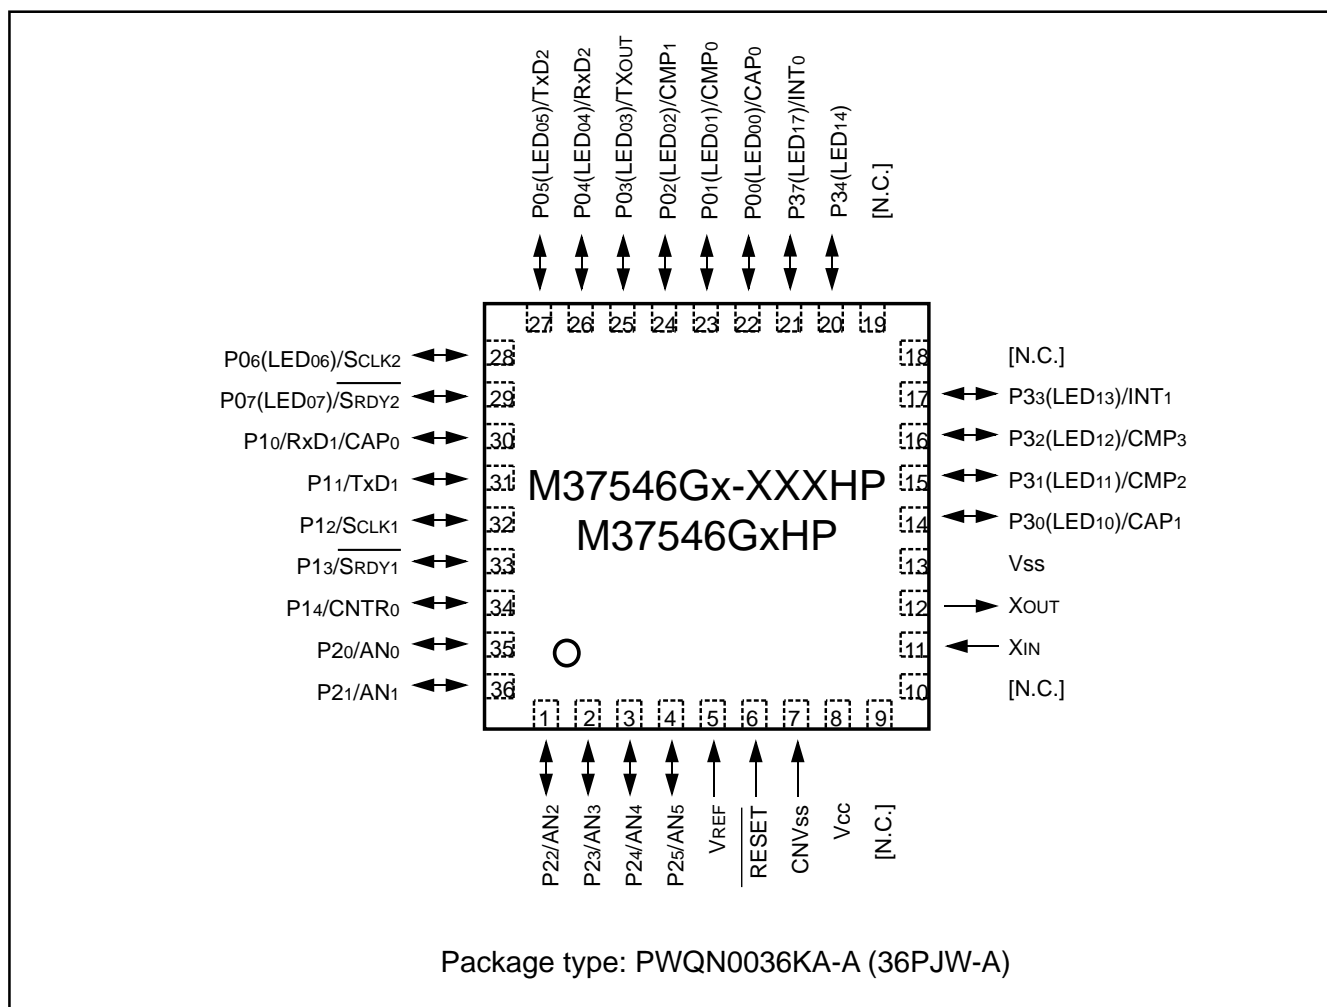 P05(LED05)/TxD2
P04(LED04)/RxD2
P03(LED03)/TXOUT
P02(LED02)/CMP1
P01(LED01)/CMP0
P00(LED00)/CAP0
P37(LED17)/INT0
P34(LED14)
[N.C.]
27 26 25 24 23 22 21 20 19
P06(LED06)/SCLK2 28
P07(LED07)/SRDY2 29
P10/RxD1/CAP0 30
P11/TxD1 31
P12/SCLK1 32
P13/SRDY1 33
P14/CNTR0 34
P20/AN0 35
P21/AN1 36
M37546Gx-XXXHP
M37546GxHP
18 [N.C.]
17 P33(LED13)/INT1
16 P32(LED12)/CMP3
15 P31(LED11)/CMP2
14 P30(LED10)/CAP1
13 Vss
12 XOUT
11 XIN
10 [N.C.]
1 2 3 4 5 6 7 8 9
P22/AN2
P23/AN3
P24/AN4
P25/AN5
VREF
RESET
CNVss
Vcc
[N.C.]
Package type: PWQN0036KA-A (36PJW-A)